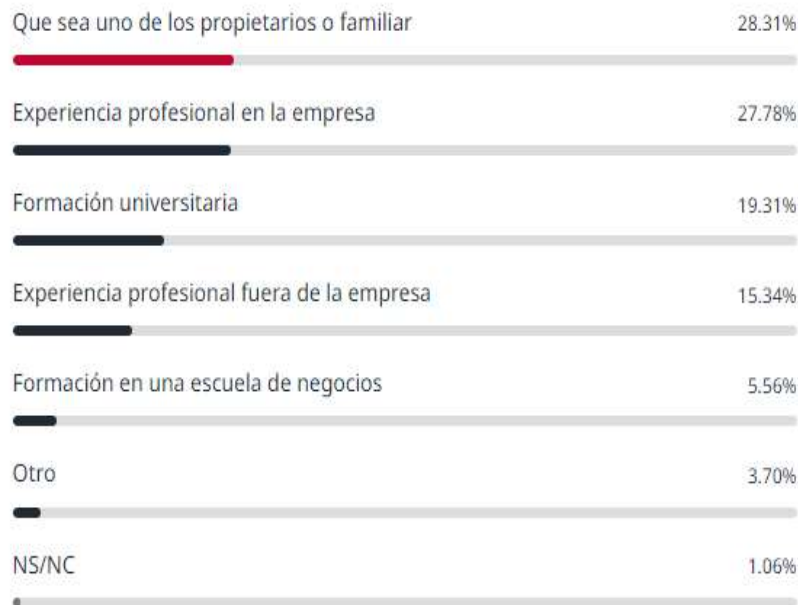 Que sea uno de los propietarios o familiar 28.31%
Experiencia profesional en la empresa 27.78%
Formación universitaria 19.31%
Experiencia profesional fuera de la empresa 15.34%
Formación en una escuela de negocios 5.56%
Otro 3.70%
NS/NC 1.06%